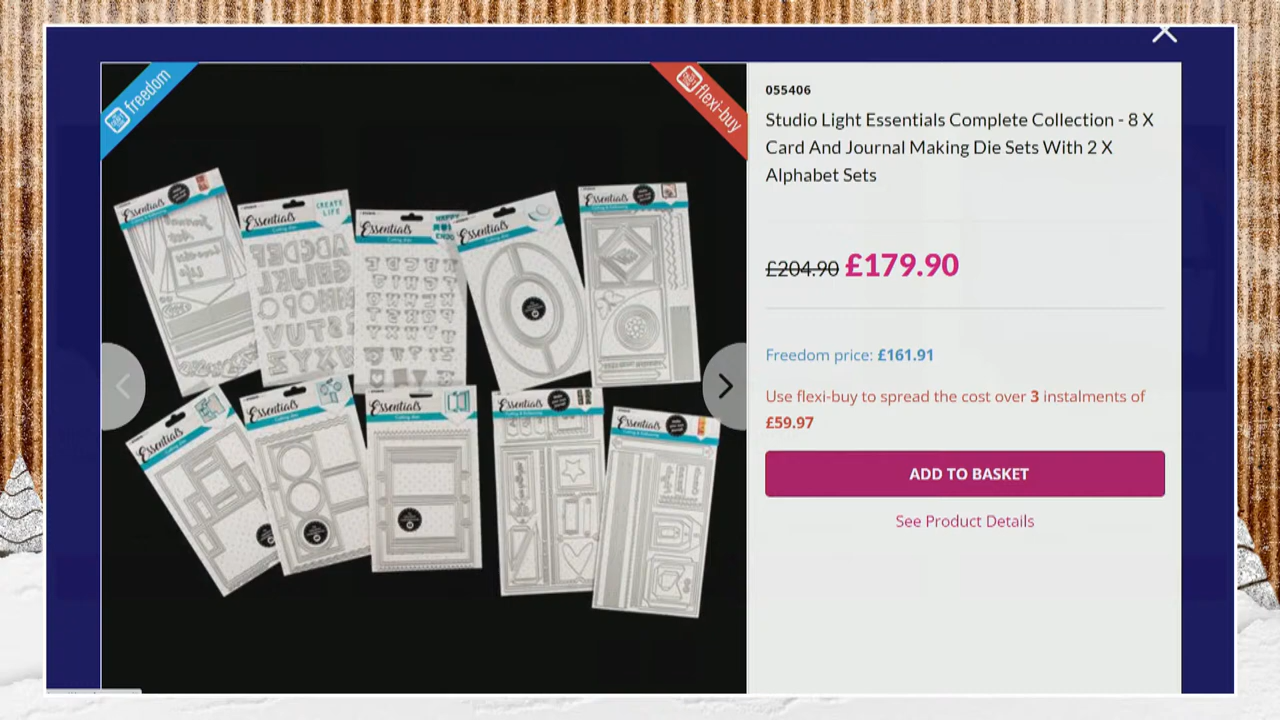 freedom
flexi-buy
055406
Studio Light Essentials Complete Collection - 8 X
Card And Journal Making Die Sets With 2 X
Alphabet Sets
£204.90 £179.90
Freedom price: £161.91
Use flexi-buy to spread the cost over 3 instalments of
£59.97
ADD TO BASKET
See Product Details
Essentials
Essentials
CREATE
LIFE
Essentials
HAPPY
Essentials
Essentials
Essentials
Essentials
Essentials
Essentials
Essentials